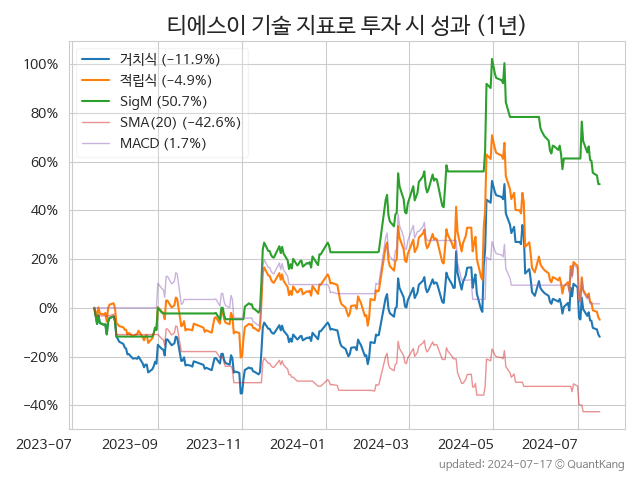 티에스이 기술 지표로 투자 시 성과 (1년)
거치식 (−11.9%)
적립식 (−4.9%)
SigM (50.7%)
SMA(20) (−42.6%)
MACD (1.7%)
100%
80%
60%
40%
20%
0%
−20%
−40%
2023−07 2023−09 2023−11 2024−01 2024−03 2024−05 2024−07
updated: 2024−07−17 © QuantKang